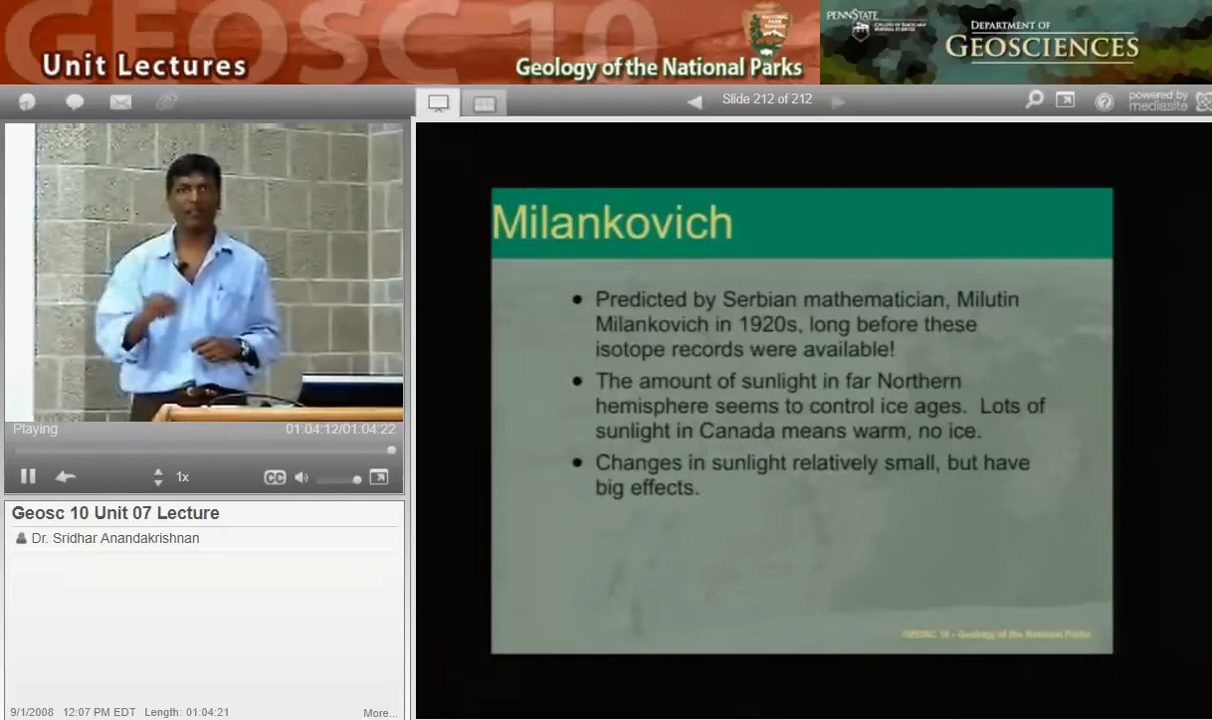 GEOSC 10
Unit Lectures
Geology of the National Parks
PENNSTATE
DEPARTMENT OF
GEOSCIENCES
Slide 212 of 212
powered by
mediasite
Milankovich
• Predicted by Serbian mathematician, Milutin
Milankovich in 1920s, long before these
isotope records were available!
• The amount of sunlight in far Northern
hemisphere seems to control ice ages. Lots of
sunlight in Canada means warm, no ice.
• Changes in sunlight relatively small, but have
big effects.
GEOSC 10 - Geology of the National Parks
Playing
01:04:12/01:04:22
1x
CC
Geosc 10 Unit 07 Lecture
Dr. Sridhar Anandakrishnan
9/1/2008 12:07 PM EDT Length: 01:04:21
More...